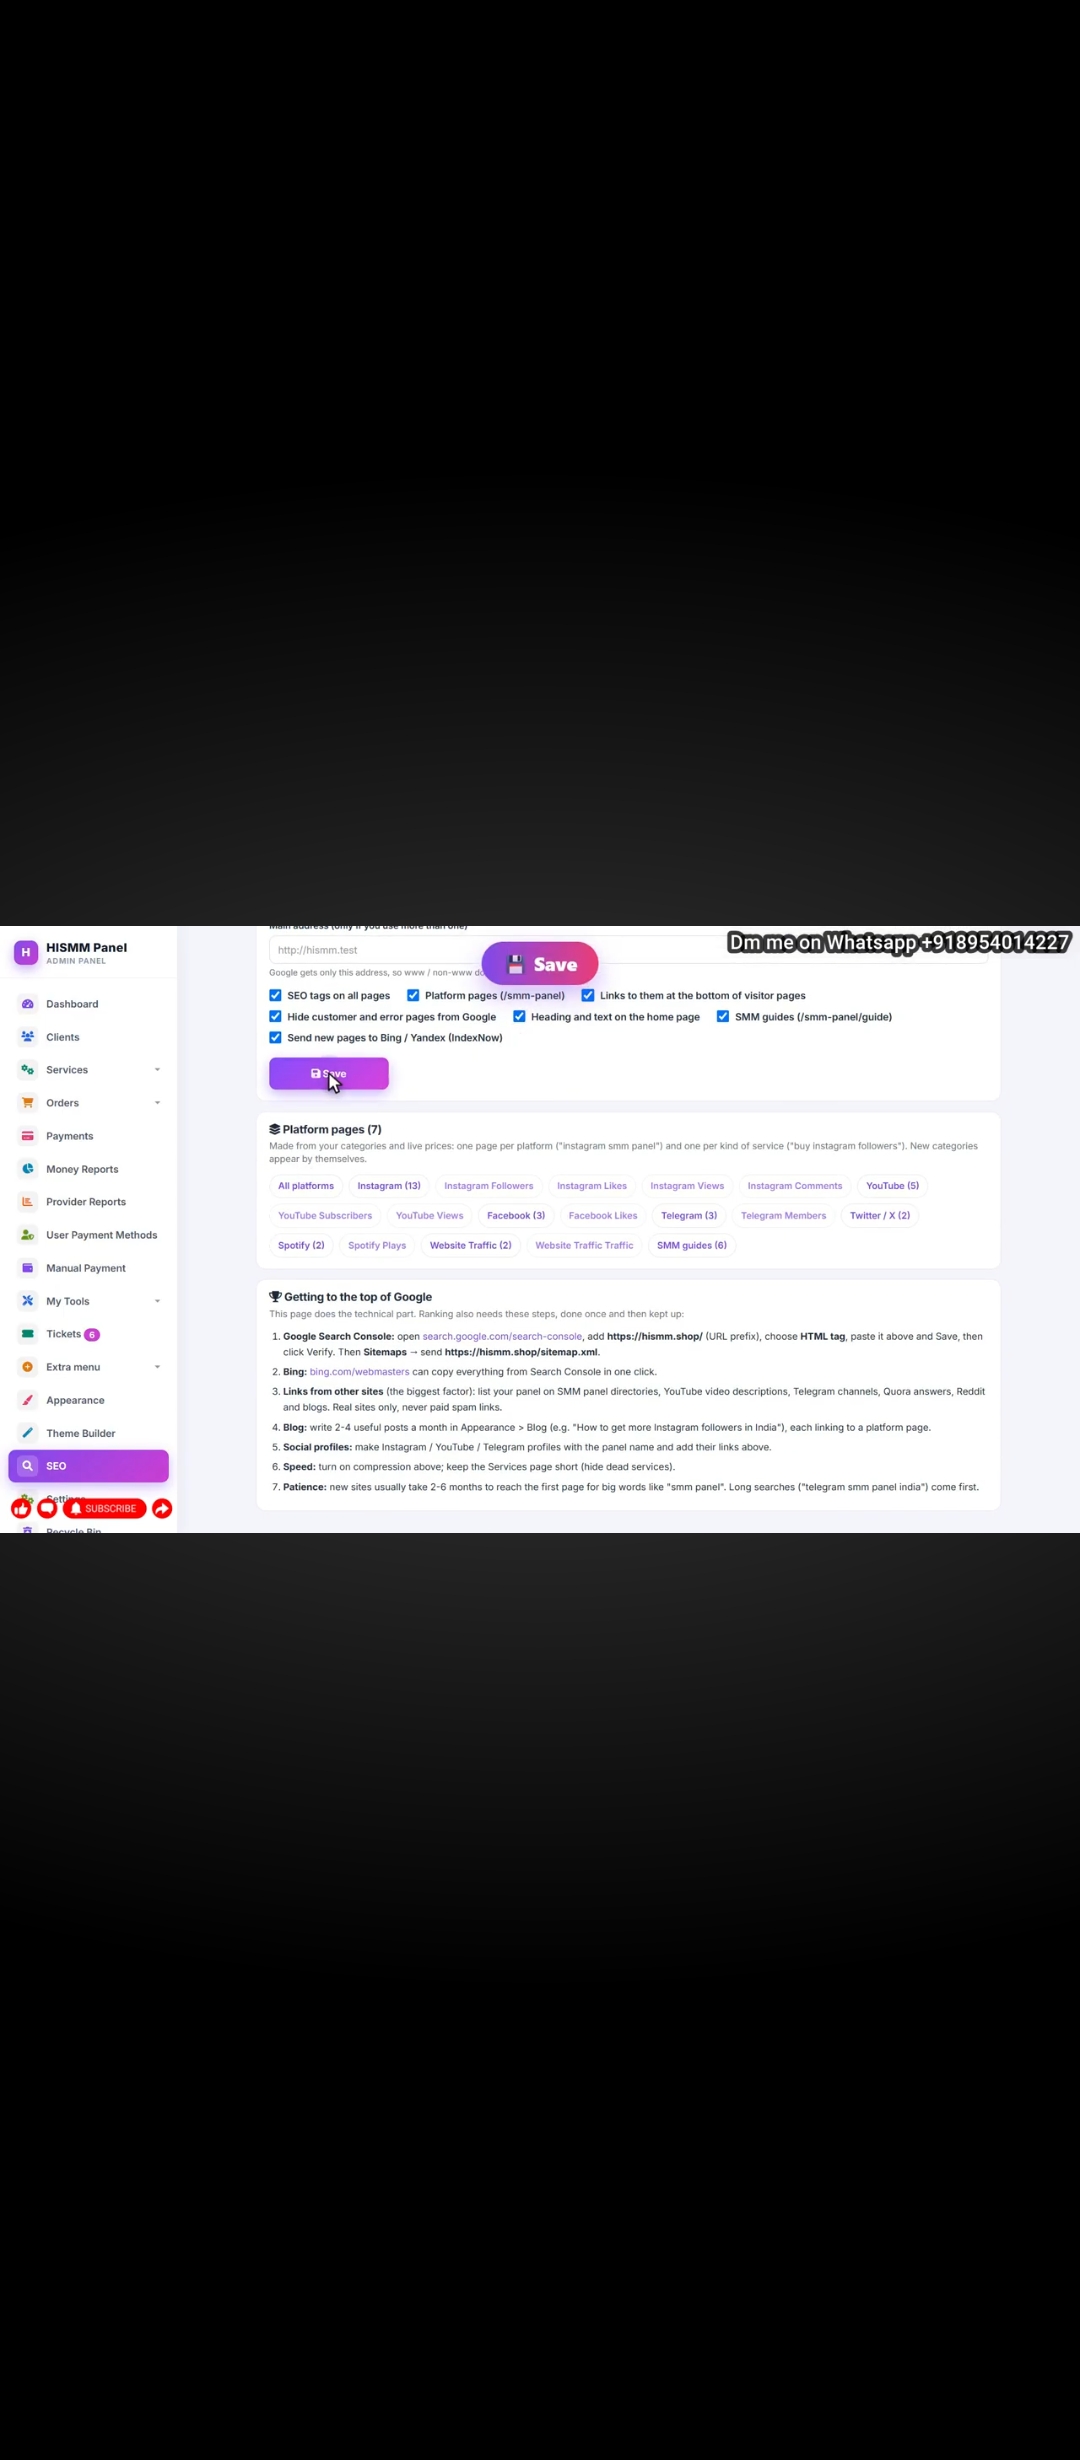 HISMM Panel
ADMIN PANEL
Dashboard
Clients
Services
Orders
Payments
Money Reports
Provider Reports
User Payment Methods
Manual Payment
My Tools
Tickets 6
Extra menu
Appearance
Theme Builder
SEO
Settings
Recycle Bin
SUBSCRIBE
Dm me on Whatsapp +918954014227
Main address (only if you use more than one)
http://hismm.test
Save
Google gets only this address, so www / non-www do
SEO tags on all pages
Platform pages (/smm-panel)
Links to them at the bottom of visitor pages
Hide customer and error pages from Google
Heading and text on the home page
SMM guides (/smm-panel/guide)
Send new pages to Bing / Yandex (IndexNow)
Save
Platform pages (7)
Made from your categories and live prices: one page per platform ("instagram smm panel") and one per kind of service ("buy instagram followers"). New categories
appear by themselves.
All platforms
Instagram (13)
Instagram Followers
Instagram Likes
Instagram Views
Instagram Comments
YouTube (5)
YouTube Subscribers
YouTube Views
Facebook (3)
Facebook Likes
Telegram (3)
Telegram Members
Twitter / X (2)
Spotify (2)
Spotify Plays
Website Traffic (2)
Website Traffic Traffic
SMM guides (6)
Getting to the top of Google
This page does the technical part. Ranking also needs these steps, done once and then kept up:
1. Google Search Console: open search.google.com/search-console, add https://hismm.shop/ (URL prefix), choose HTML tag, paste it above and Save, then
click Verify. Then Sitemaps → send https://hismm.shop/sitemap.xml.
2. Bing: bing.com/webmasters can copy everything from Search Console in one click.
3. Links from other sites (the biggest factor): list your panel on SMM panel directories, YouTube video descriptions, Telegram channels, Quora answers, Reddit
and blogs. Real sites only, never paid spam links.
4. Blog: write 2-4 useful posts a month in Appearance > Blog (e.g. "How to get more Instagram followers in India"), each linking to a platform page.
5. Social profiles: make Instagram / YouTube / Telegram profiles with the panel name and add their links above.
6. Speed: turn on compression above; keep the Services page short (hide dead services).
7. Patience: new sites usually take 2-6 months to reach the first page for big words like "smm panel". Long searches ("telegram smm panel india") come first.